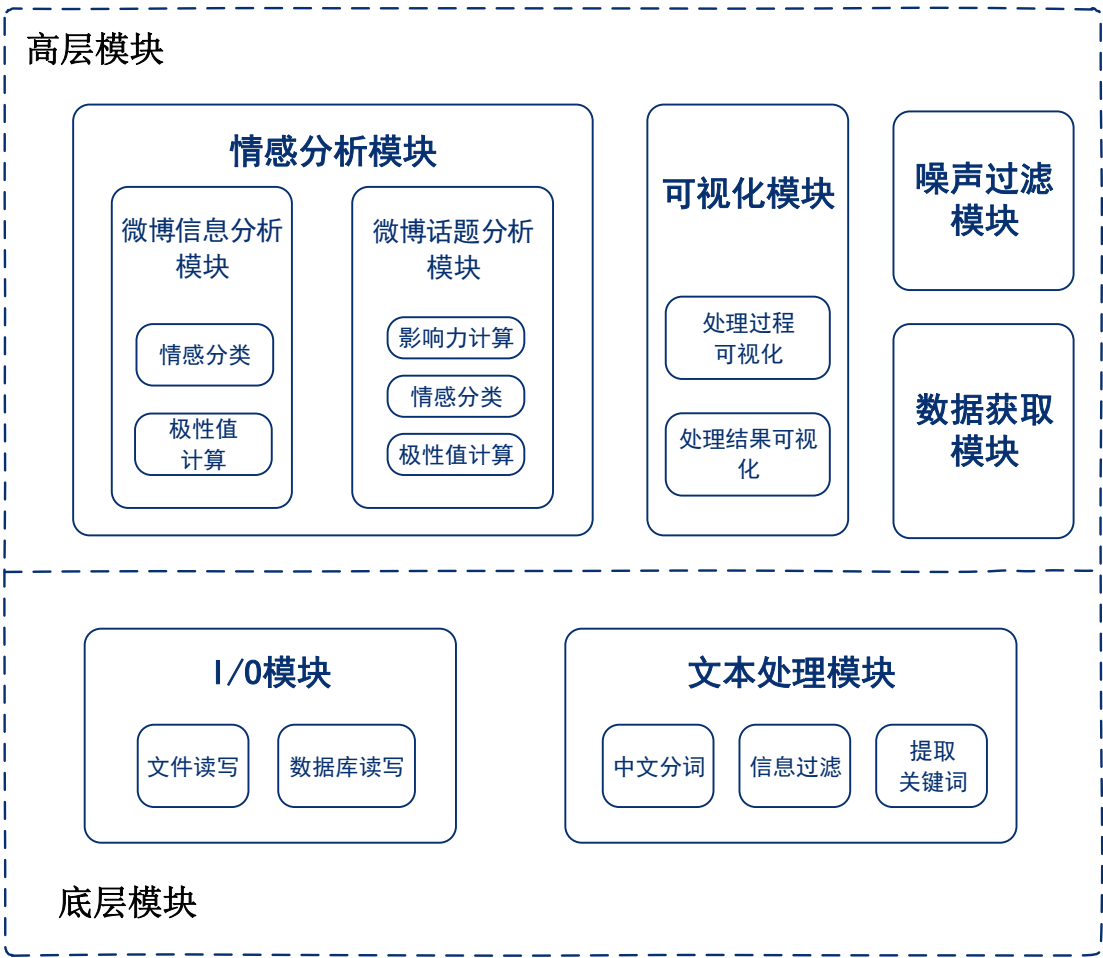 高层模块
情感分析模块
微博信息分析
模块
情感分类
极性值
计算
微博话题分析
模块
影响力计算
情感分类
极性值计算
可视化模块
处理过程
可视化
处理结果可视
化
噪声过滤
模块
数据获取
模块
I/O模块
文件读写
数据库读写
文本处理模块
中文分词
信息过滤
提取
关键词
底层模块